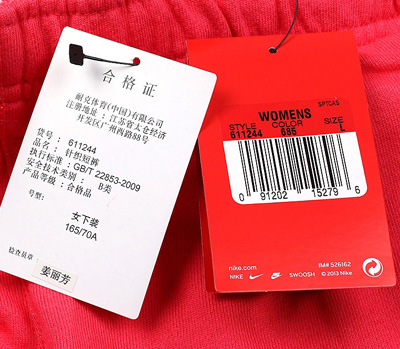 合格证
耐克体育(中国)有限公司
注册地址：江苏省太仓经济
开发区广州西路88号
货号： 611244
品名： 针织短裤
执行标准：GB/T 22853-2009
安全技术类别： B类
产品等级：合格品
号型：
女下装
165/70A
检查员章
姜丽芳
SPTCAS
WOMENS
STYLE COLOR SIZE
611244 686 L
0 91202 15279 6
nike.com
nike.com
IM# 526162
NIKE SWOOSH © 2013 Nike